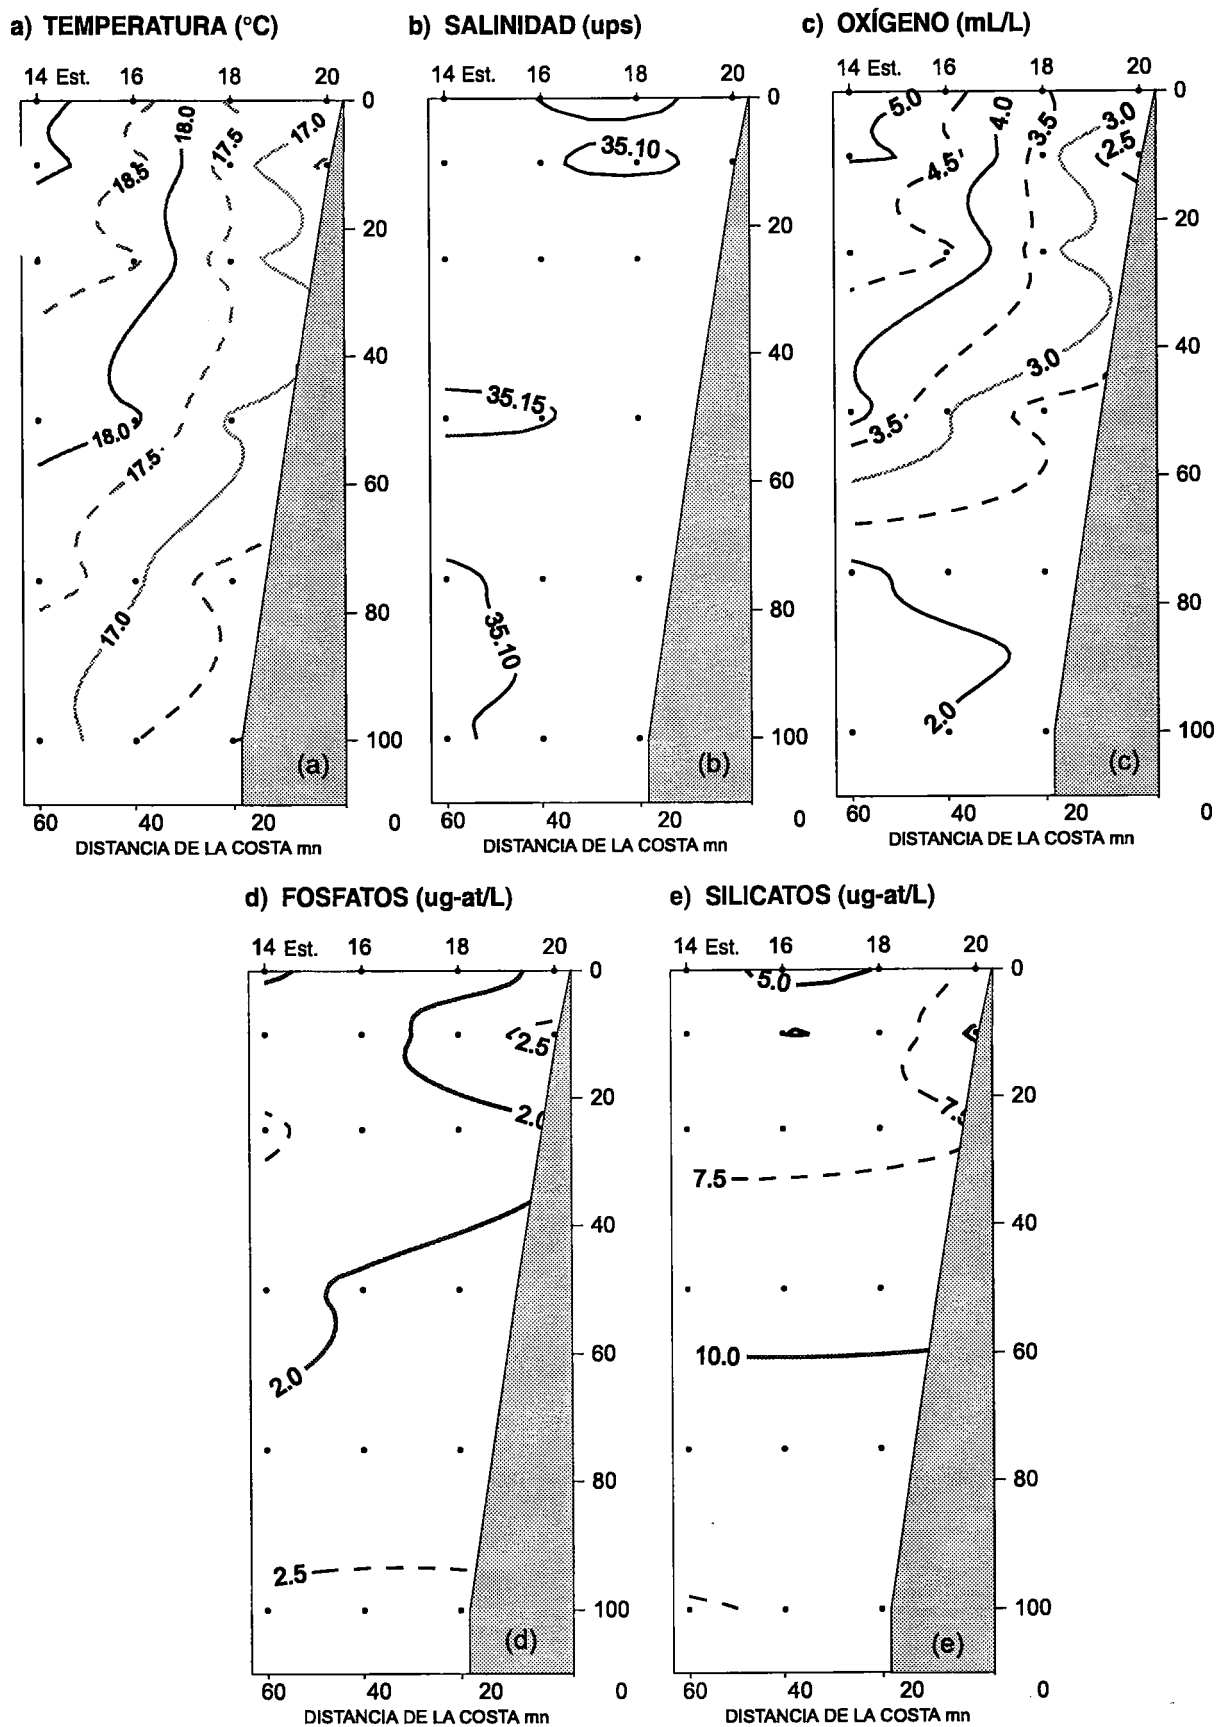 a) TEMPERATURA (°C)
14 Est. 16 18 20
0
18.0
17.5
17.0
18.5
20
40
18.0
17.5
60
80
17.0
100
(a)
60 40 20 0
DISTANCIA DE LA COSTA mn
b) SALINIDAD (ups)
14 Est. 16 18 20
0
35.10
20
40
35.15
60
80
35.10
100
(b)
60 40 20 0
DISTANCIA DE LA COSTA mn
c) OXÍGENO (mL/L)
14 Est. 16 18 20
0
5.0
4.0
3.5
3.0
2.5
4.5
20
40
3.0
3.5
60
80
2.0
100
(c)
60 40 20 0
DISTANCIA DE LA COSTA mn
d) FOSFATOS (ug-at/L)
14 Est. 16 18 20
0
2.5
20
2.0
40
60
2.0
80
2.5
100
(d)
60 40 20 0
DISTANCIA DE LA COSTA mn
e) SILICATOS (ug-at/L)
14 Est. 16 18 20
0
5.0
20
7.5
7.5
40
10.0
60
80
100
(e)
60 40 20 0
DISTANCIA DE LA COSTA mn